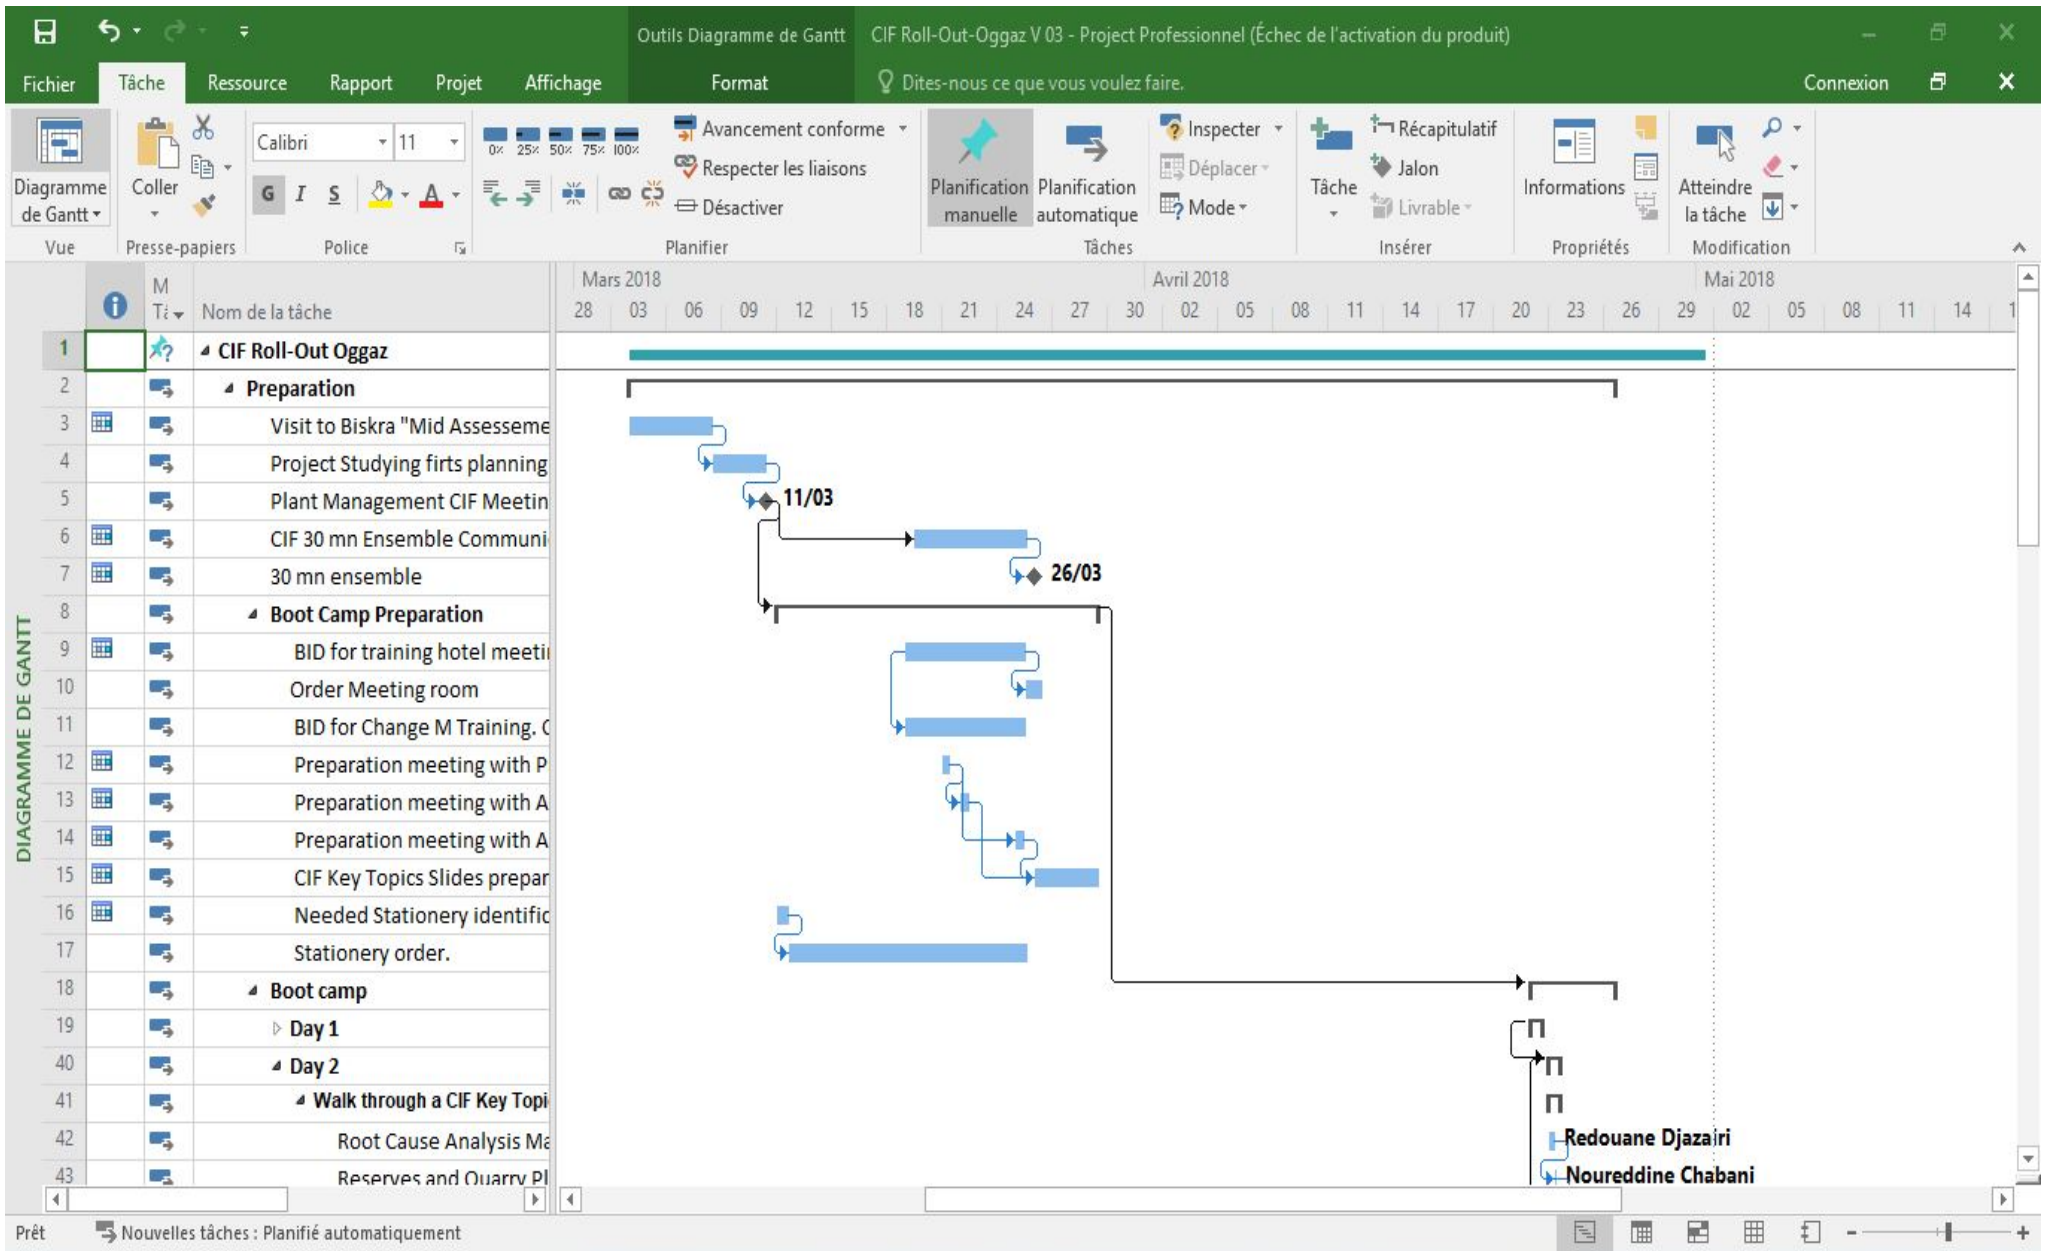 Outils Diagramme de Gantt CIF Roll-Out-Oggaz V 03 - Project Professionnel (Échec de l'activation du produit)
Fichier Tâche Ressource Rapport Projet Affichage Format Dites-nous ce que vous voulez faire. Connexion
Calibri 11 0% 25% 50% 75% 100% Avancement conforme Inspecter Récapitulatif
Respecter les liaisons Déplacer Jalon
Diagramme de Gantt Coller G I S A Désactiver Planification manuelle Planification automatique Mode Tâche Livrable Informations Atteindre la tâche
Vue Presse-papiers Police Planifier Tâches Insérer Propriétés Modification
Mars 2018 Avril 2018 Mai 2018
M
Tâ Nom de la tâche 28 03 06 09 12 15 18 21 24 27 30 02 05 08 11 14 17 20 23 26 29 02 05 08 11 14 1
1 CIF Roll-Out Oggaz
2 Preparation
3 Visit to Biskra "Mid Assesseme
4 Project Studying firts planning
5 Plant Management CIF Meetin 11/03
6 CIF 30 mn Ensemble Communi
7 30 mn ensemble 26/03
8 Boot Camp Preparation
9 BID for training hotel meeti
10 Order Meeting room
11 BID for Change M Training. C
12 Preparation meeting with P
13 Preparation meeting with A
14 Preparation meeting with A
15 CIF Key Topics Slides prepar
16 Needed Stationery identific
17 Stationery order.
18 Boot camp
19 Day 1
40 Day 2
41 Walk through a CIF Key Topi
42 Root Cause Analysis Ma Redouane Djazairi
43 Reserves and Quarry Pl Noureddine Chabani
DIAGRAMME DE GANTT
Prêt Nouvelles tâches : Planifié automatiquement